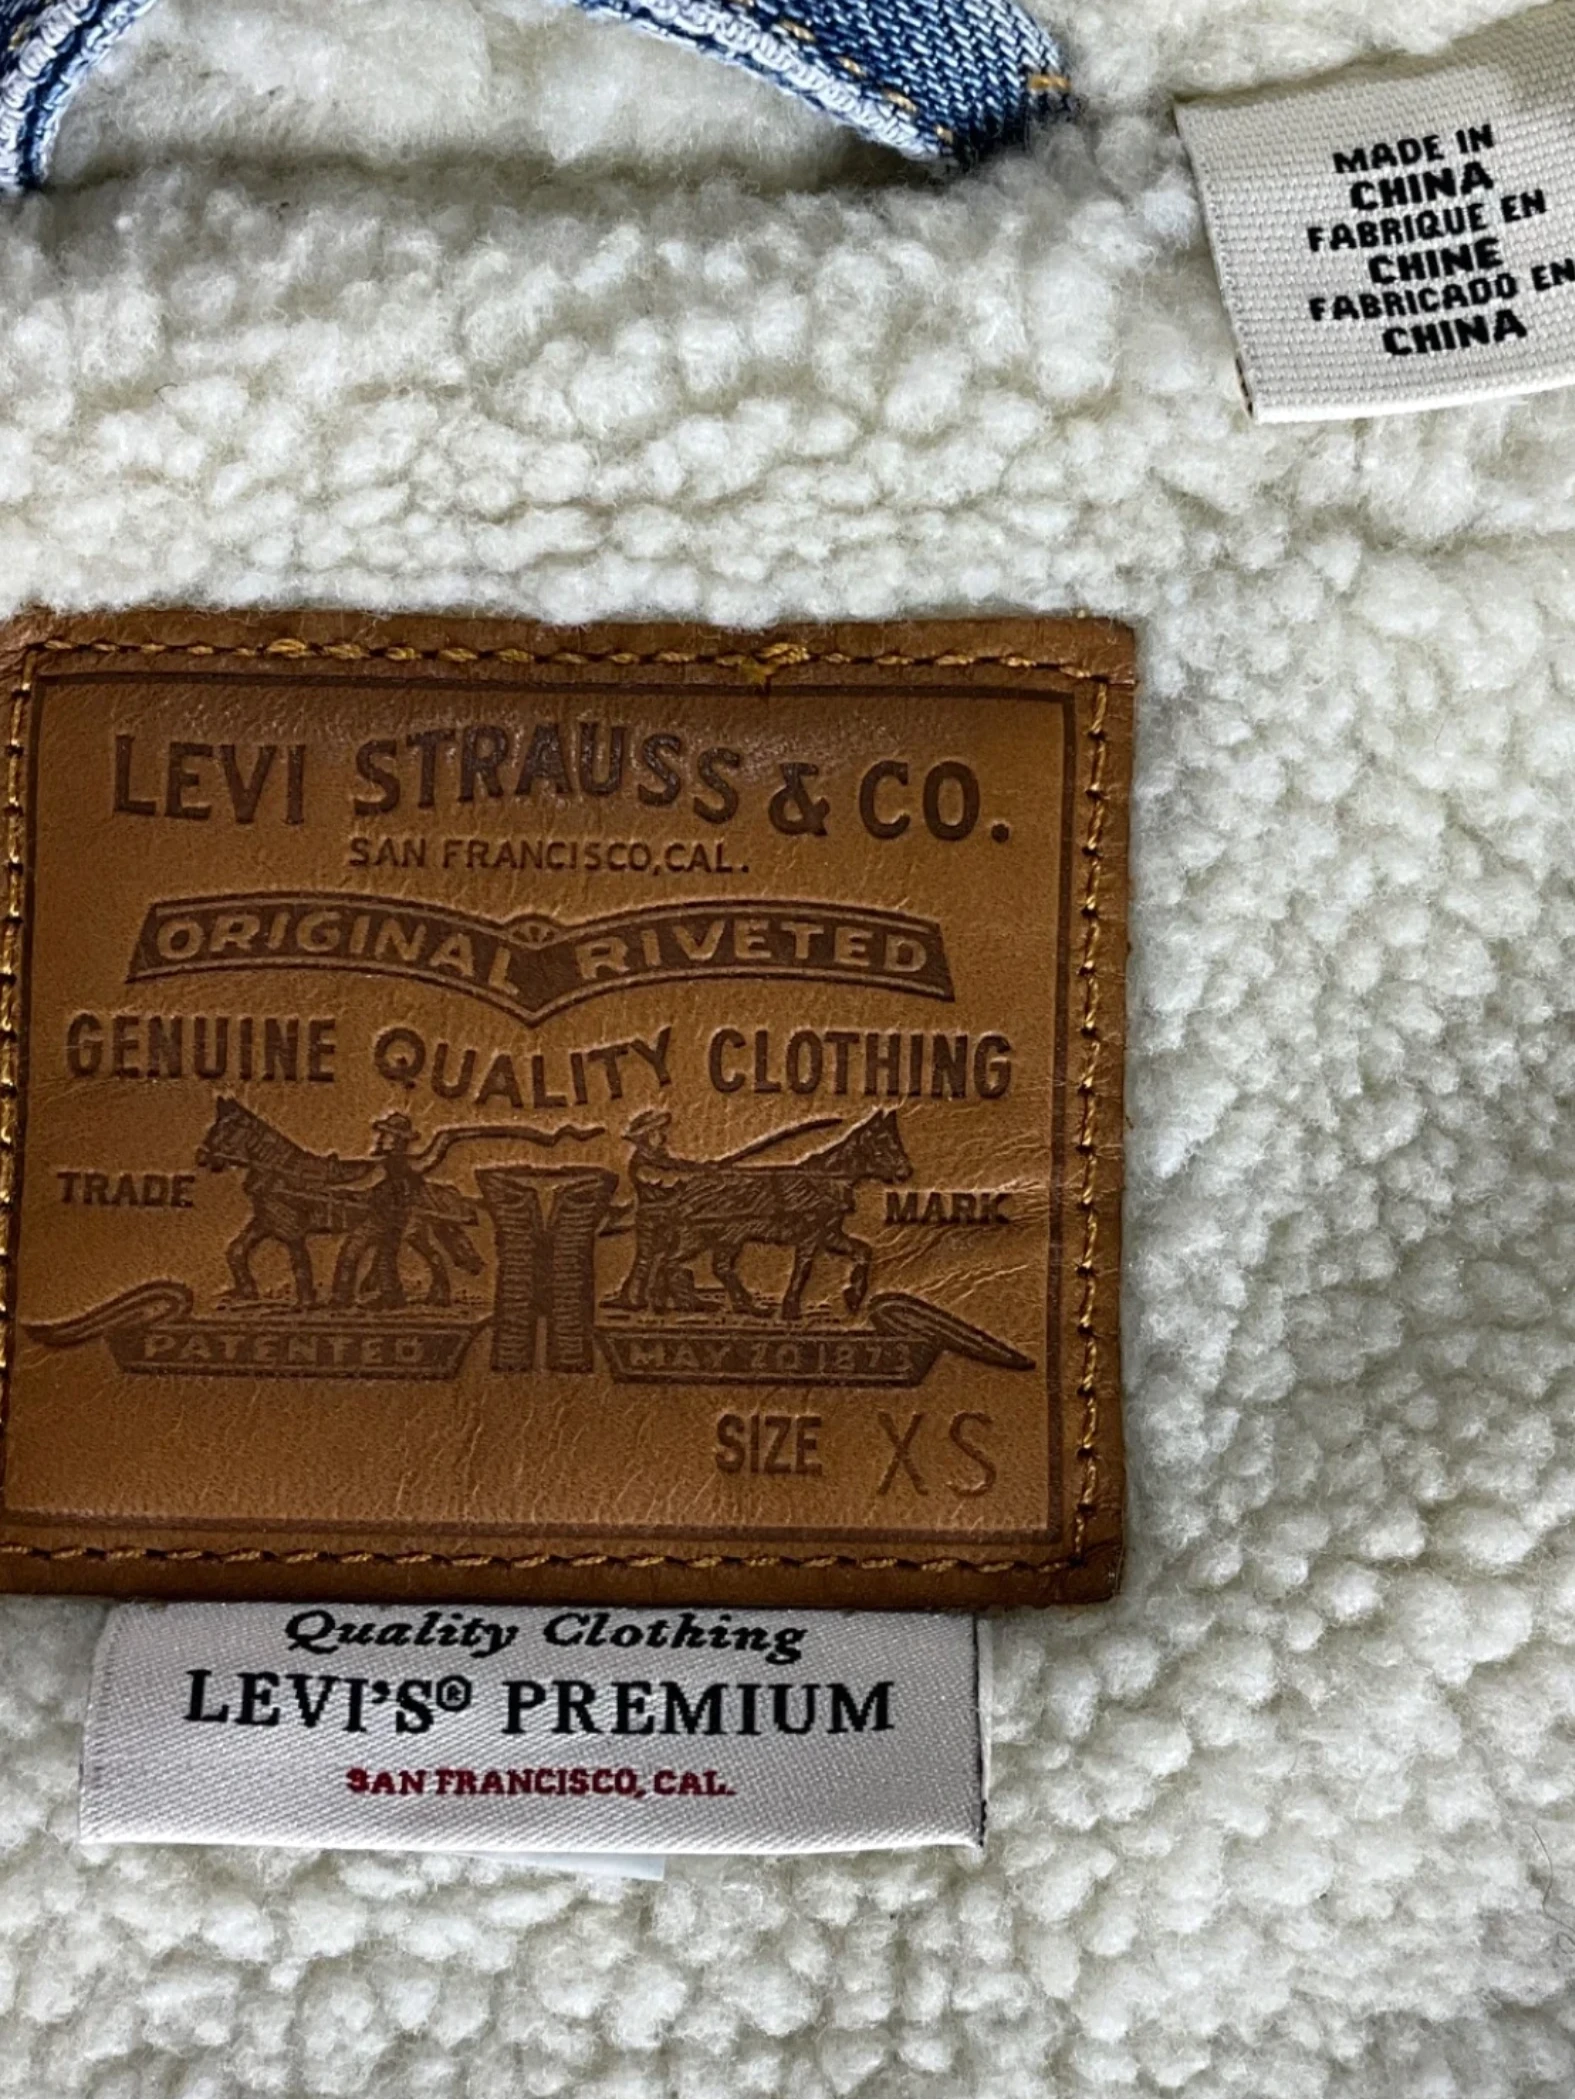 MADE IN
CHINA
FABRIQUE EN
CHINE
FABRICADO EN
CHINA
LEVI STRAUSS & CO.
SAN FRANCISCO, CAL.
ORIGINAL RIVETED
GENUINE QUALITY CLOTHING
TRADE MARK
PATENTED MAY 20 1873
SIZE XS
Quality Clothing
LEVI'S® PREMIUM
SAN FRANCISCO, CAL.